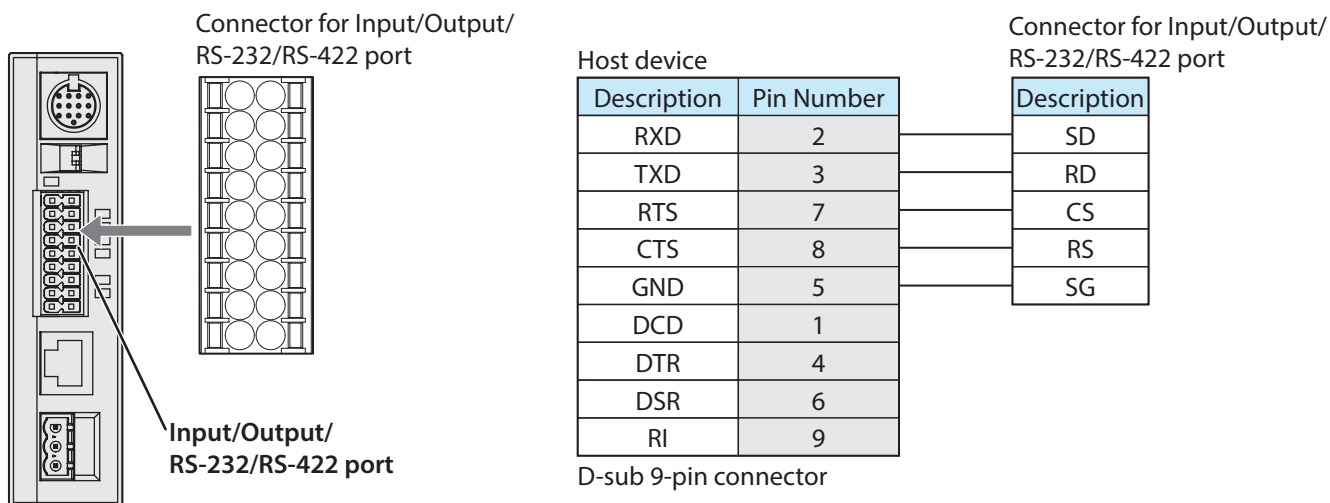 Connector for Input/Output/
RS-232/RS-422 port
Input/Output/
RS-232/RS-422 port
Host device
Description Pin Number
RXD 2
TXD 3
RTS 7
CTS 8
GND 5
DCD 1
DTR 4
DSR 6
RI 9
D-sub 9-pin connector
Connector for Input/Output/
RS-232/RS-422 port
Description
SD
RD
CS
RS
SG